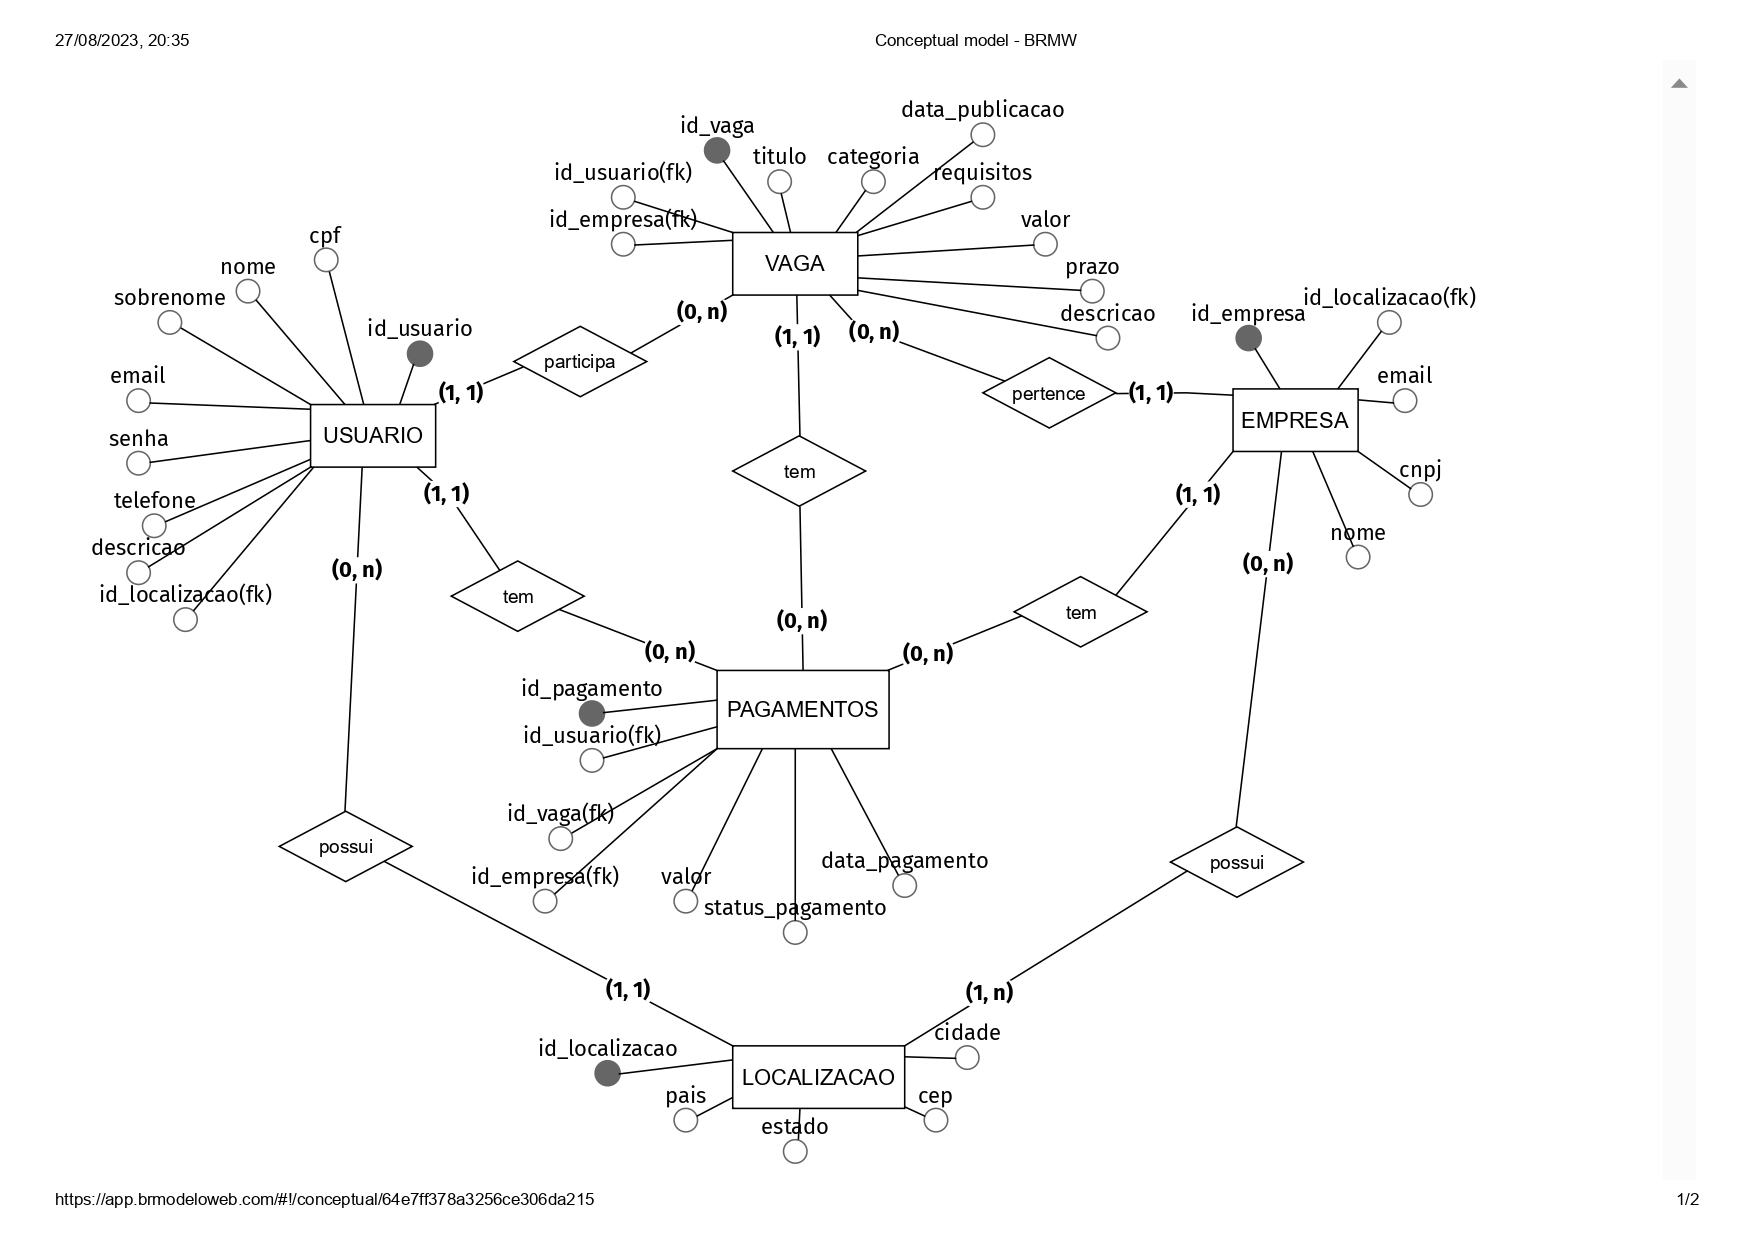 27/08/2023, 20:35
Conceptual model - BRMW
data_publicacao
id_vaga
titulo
categoria
id_usuario(fk)
requisitos
id_empresa(fk)
valor
VAGA
prazo
descricao
cpf
nome
sobrenome
id_usuario
email
senha
telefone
descricao
id_localizacao(fk)
USUARIO
(0, n)
(1, 1)
(0, n)
participa
(1, 1)
pertence
(1, 1)
id_empresa
id_localizacao(fk)
email
EMPRESA
cnpj
nome
tem
(1, 1)
(1, 1)
(0, n)
(0, n)
tem
tem
(0, n)
(0, n)
(0, n)
id_pagamento
PAGAMENTOS
id_usuario(fk)
id_vaga(fk)
id_empresa(fk)
valor
data_pagamento
status_pagamento
possui
possui
(1, 1)
(1, n)
id_localizacao
cidade
LOCALIZACAO
pais
cep
estado
https://app.brmodeloweb.com/#!/conceptual/64e7ff378a3256ce306da215
1/2